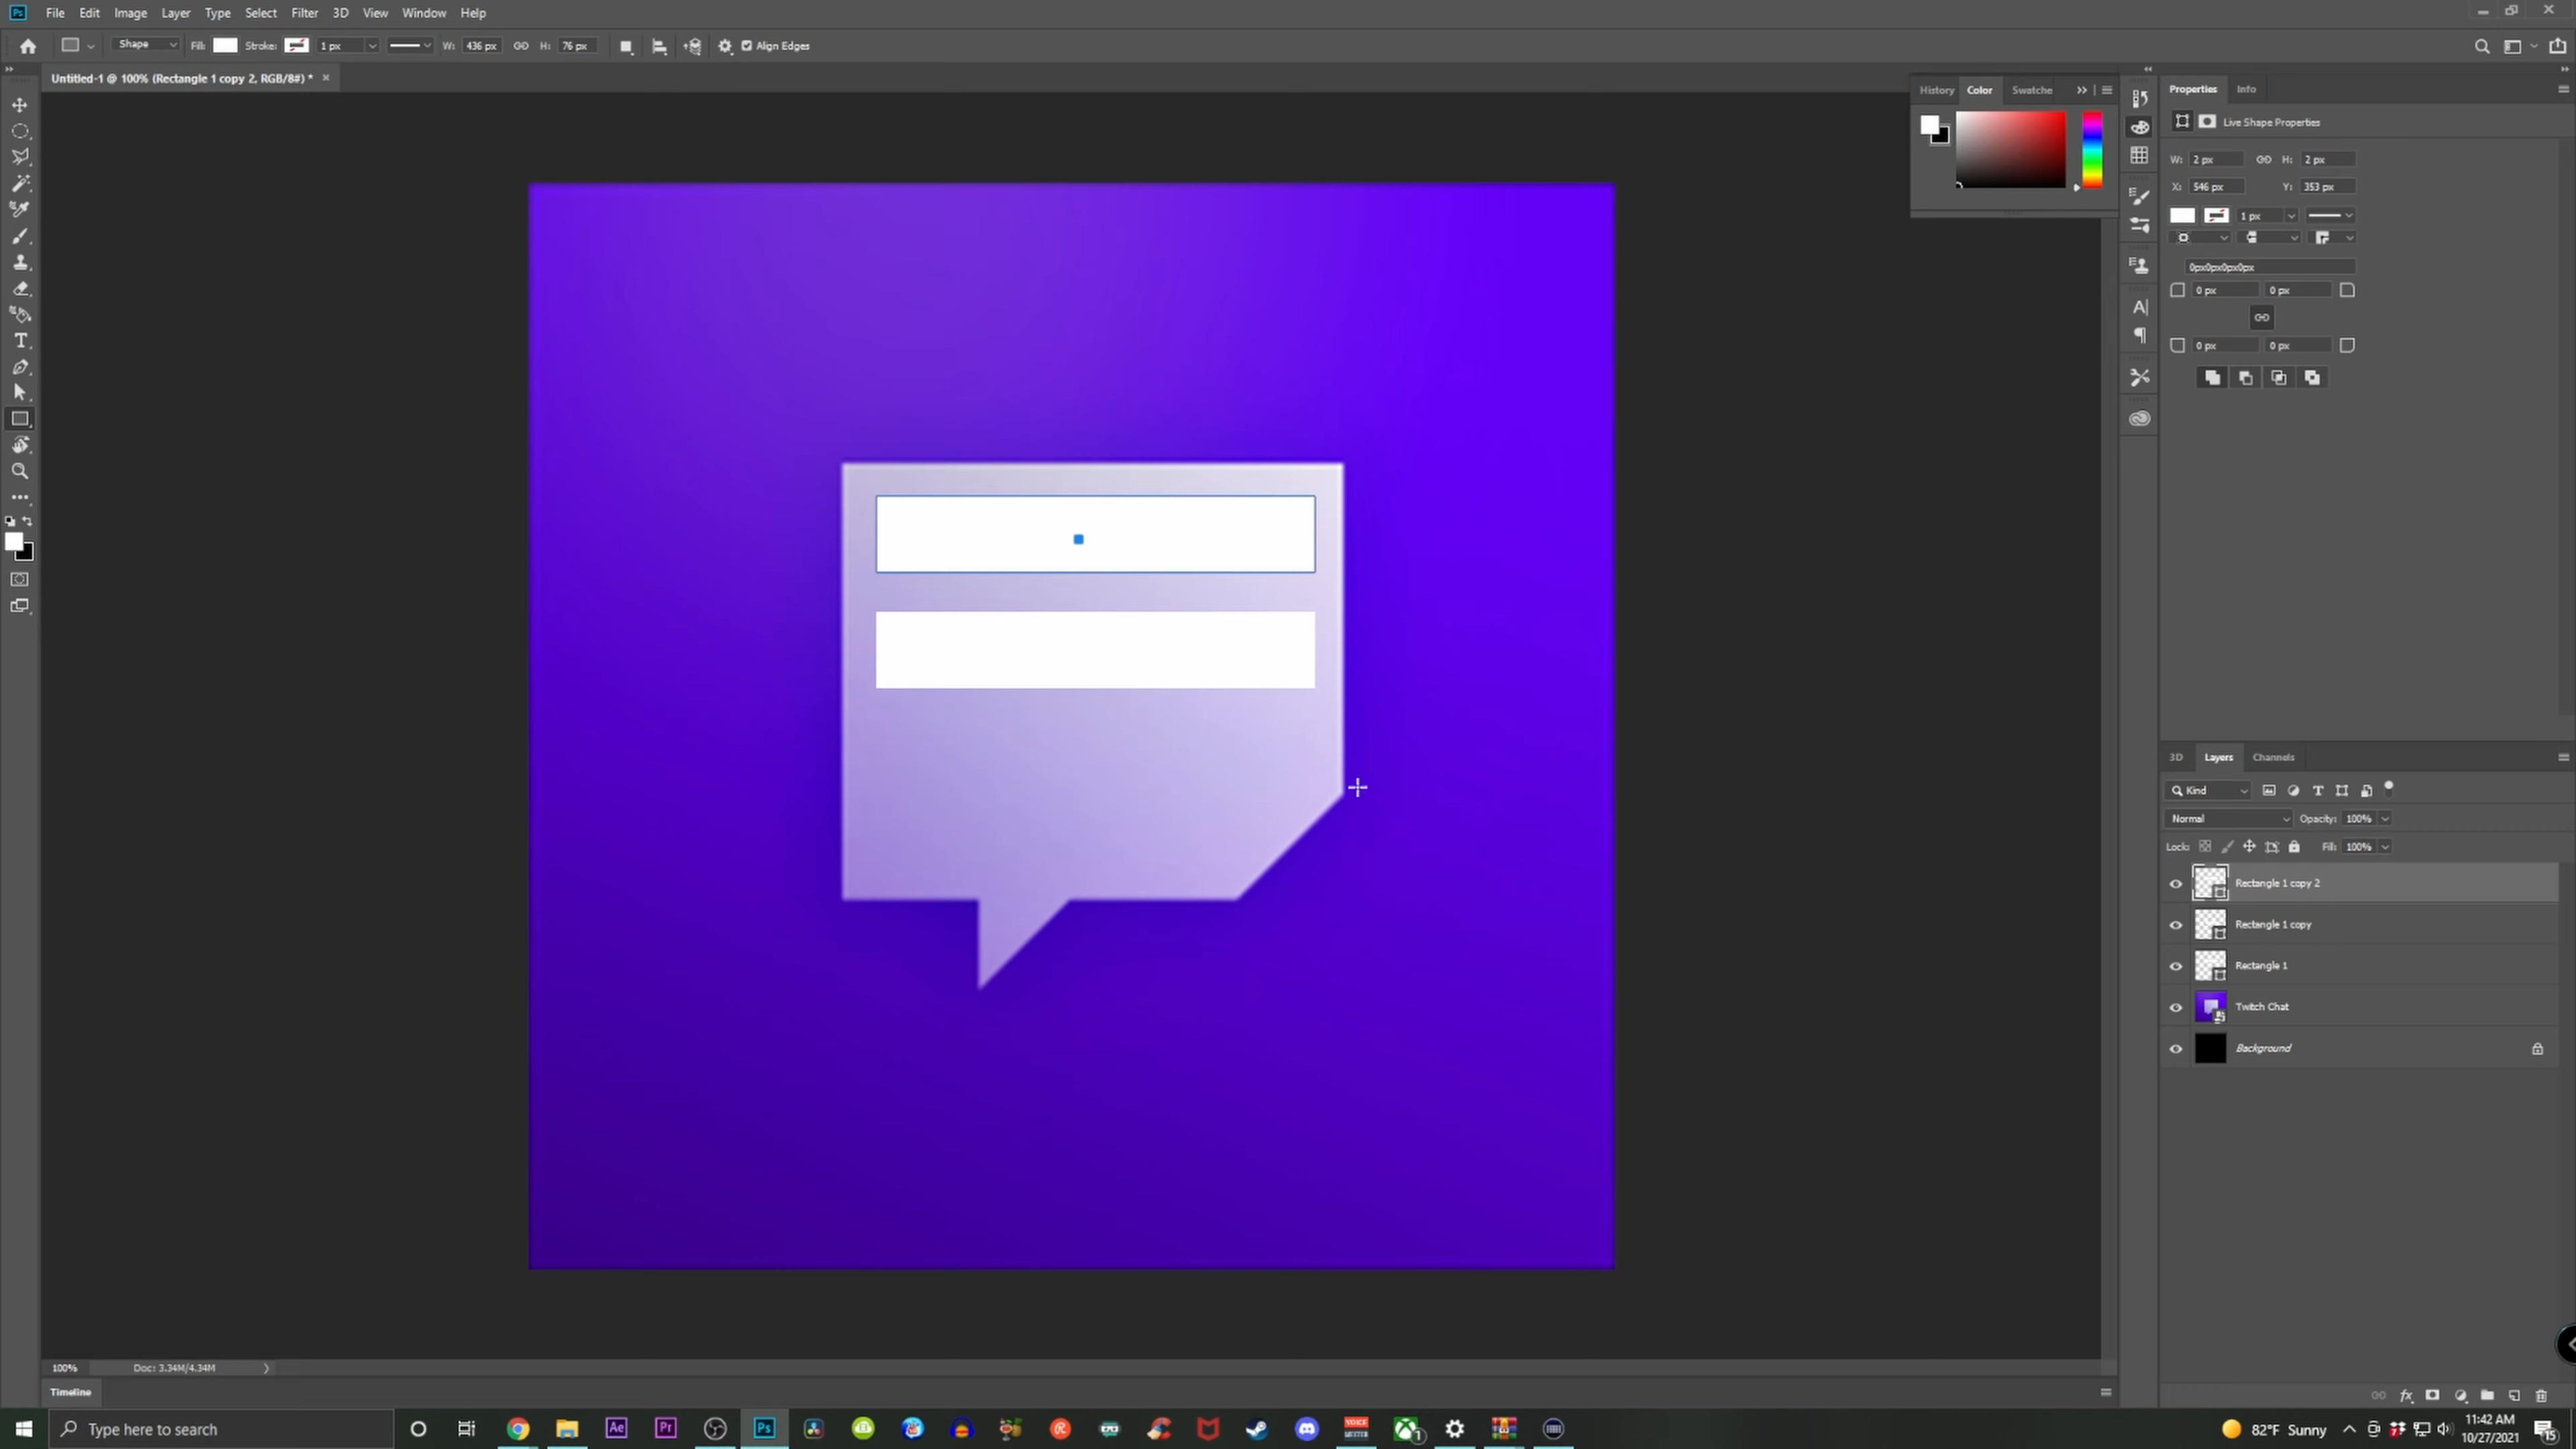 Ps File Edit Image Layer Type Select Filter 3D View Window Help
Shape Fill: Stroke: 1 px W: 436 px H: 76 px Align Edges
Untitled-1 @ 100% (Rectangle 1 copy 2, RGB/8#) * ×
History Color Swatche
Properties Info
Live Shape Properties
W: 2 px H: 2 px
X: 546 px Y: 353 px
1 px
0px0px0px0px
0 px 0 px
0 px 0 px
3D Layers Channels
Kind
Normal Opacity: 100%
Lock: Fill: 100%
Rectangle 1 copy 2
Rectangle 1 copy
Rectangle 1
Twitch Chat
Background
100% Doc: 3.34M/4.34M
Timeline
Type here to search
Ae Pr Ps
82°F Sunny
11:42 AM
10/27/2021
15